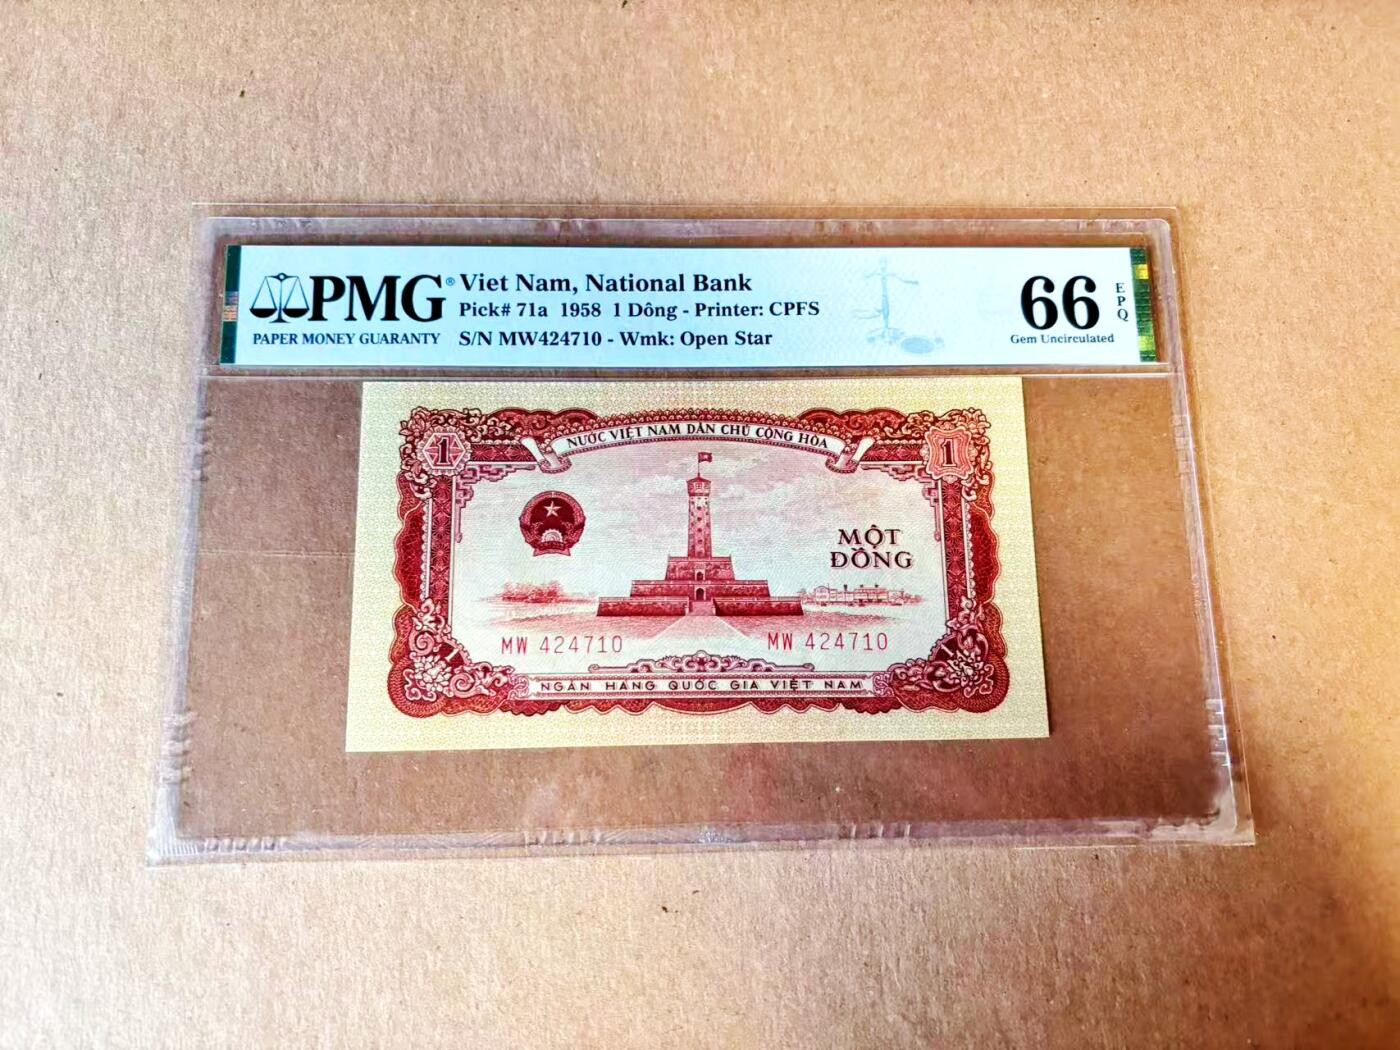 PMG®
PAPER MONEY GUARANTY
Viet Nam, National Bank
Pick# 71a 1958 1 Dông - Printer: CPFS
S/N MW424710 - Wmk: Open Star
66
EPQ
Gem Uncirculated
NƯỚC VIỆT NAM DÂN CHỦ CỘNG HÒA
1
1
MỘT
ĐỒNG
MW 424710
MW 424710
NGÂN HÀNG QUỐC GIA VIỆT NAM